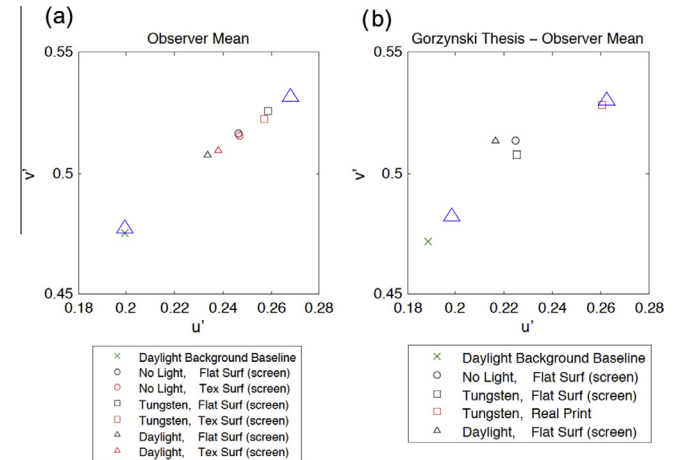 (a)
Observer Mean
0.55
0.5
0.45
v'
0.18 0.2 0.22 0.24 0.26 0.28
u'
× Daylight Background Baseline
○ No Light, Flat Surf (screen)
○ No Light, Tex Surf (screen)
□ Tungsten, Flat Surf (screen)
□ Tungsten, Tex Surf (screen)
△ Daylight, Flat Surf (screen)
△ Daylight, Tex Surf (screen)
(b)
Gorzynski Thesis – Observer Mean
0.55
0.5
0.45
v'
0.18 0.2 0.22 0.24 0.26 0.28
u'
× Daylight Background Baseline
○ No Light, Flat Surf (screen)
□ Tungsten, Flat Surf (screen)
□ Tungsten, Real Print
△ Daylight, Flat Surf (screen)